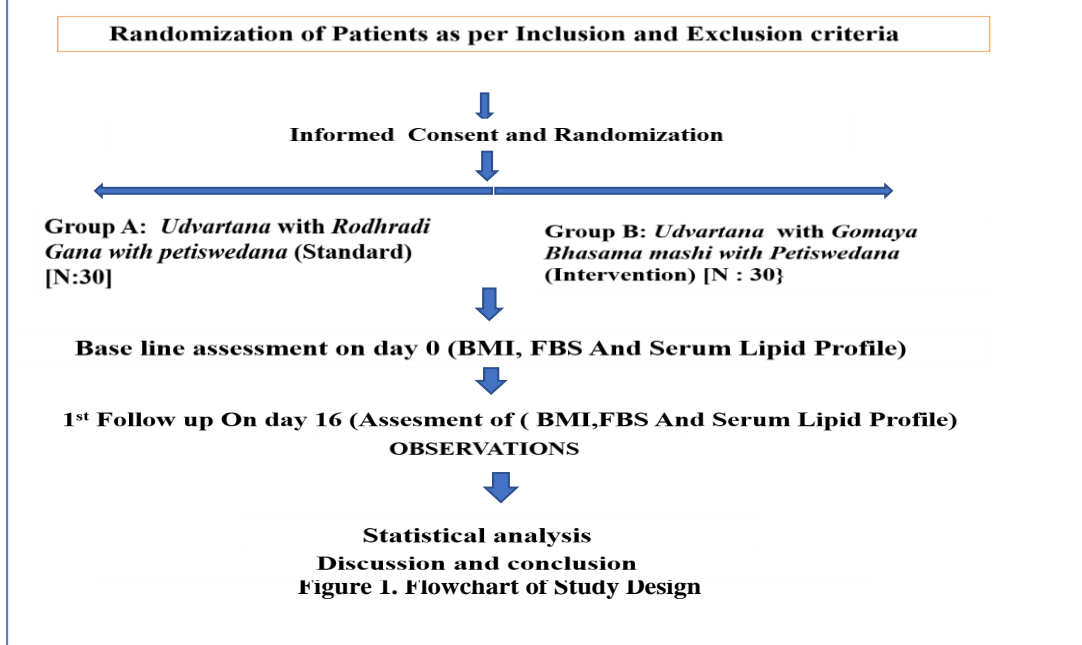 Randomization of Patients as per Inclusion and Exclusion criteria
Informed Consent and Randomization
Group A: Udvartana with Rodhradi
Gana with petiswedana (Standard)
[N:30]
Group B: Udvartana with Gomaya
Bhasama mashi with Petiswedana
(Intervention) [N : 30}
Base line assessment on day 0 (BMI, FBS And Serum Lipid Profile)
1st Follow up On day 16 (Assesment of ( BMI,FBS And Serum Lipid Profile)
OBSERVATIONS
Statistical analysis
Discussion and conclusion
Figure 1. Flowchart of Study Design